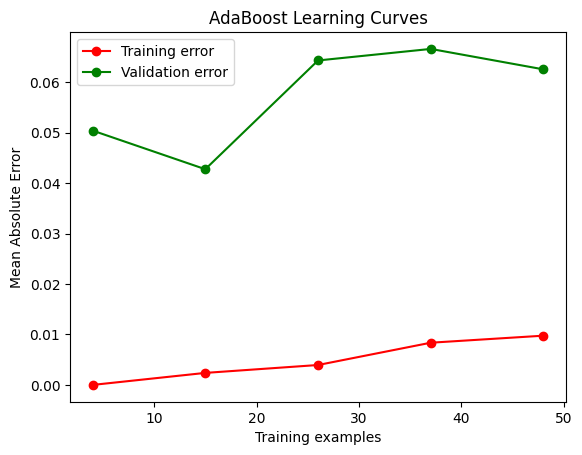 AdaBoost Learning Curves
Training error
Validation error
Mean Absolute Error
0.06
0.05
0.04
0.03
0.02
0.01
0.00
10 20 30 40 50
Training examples